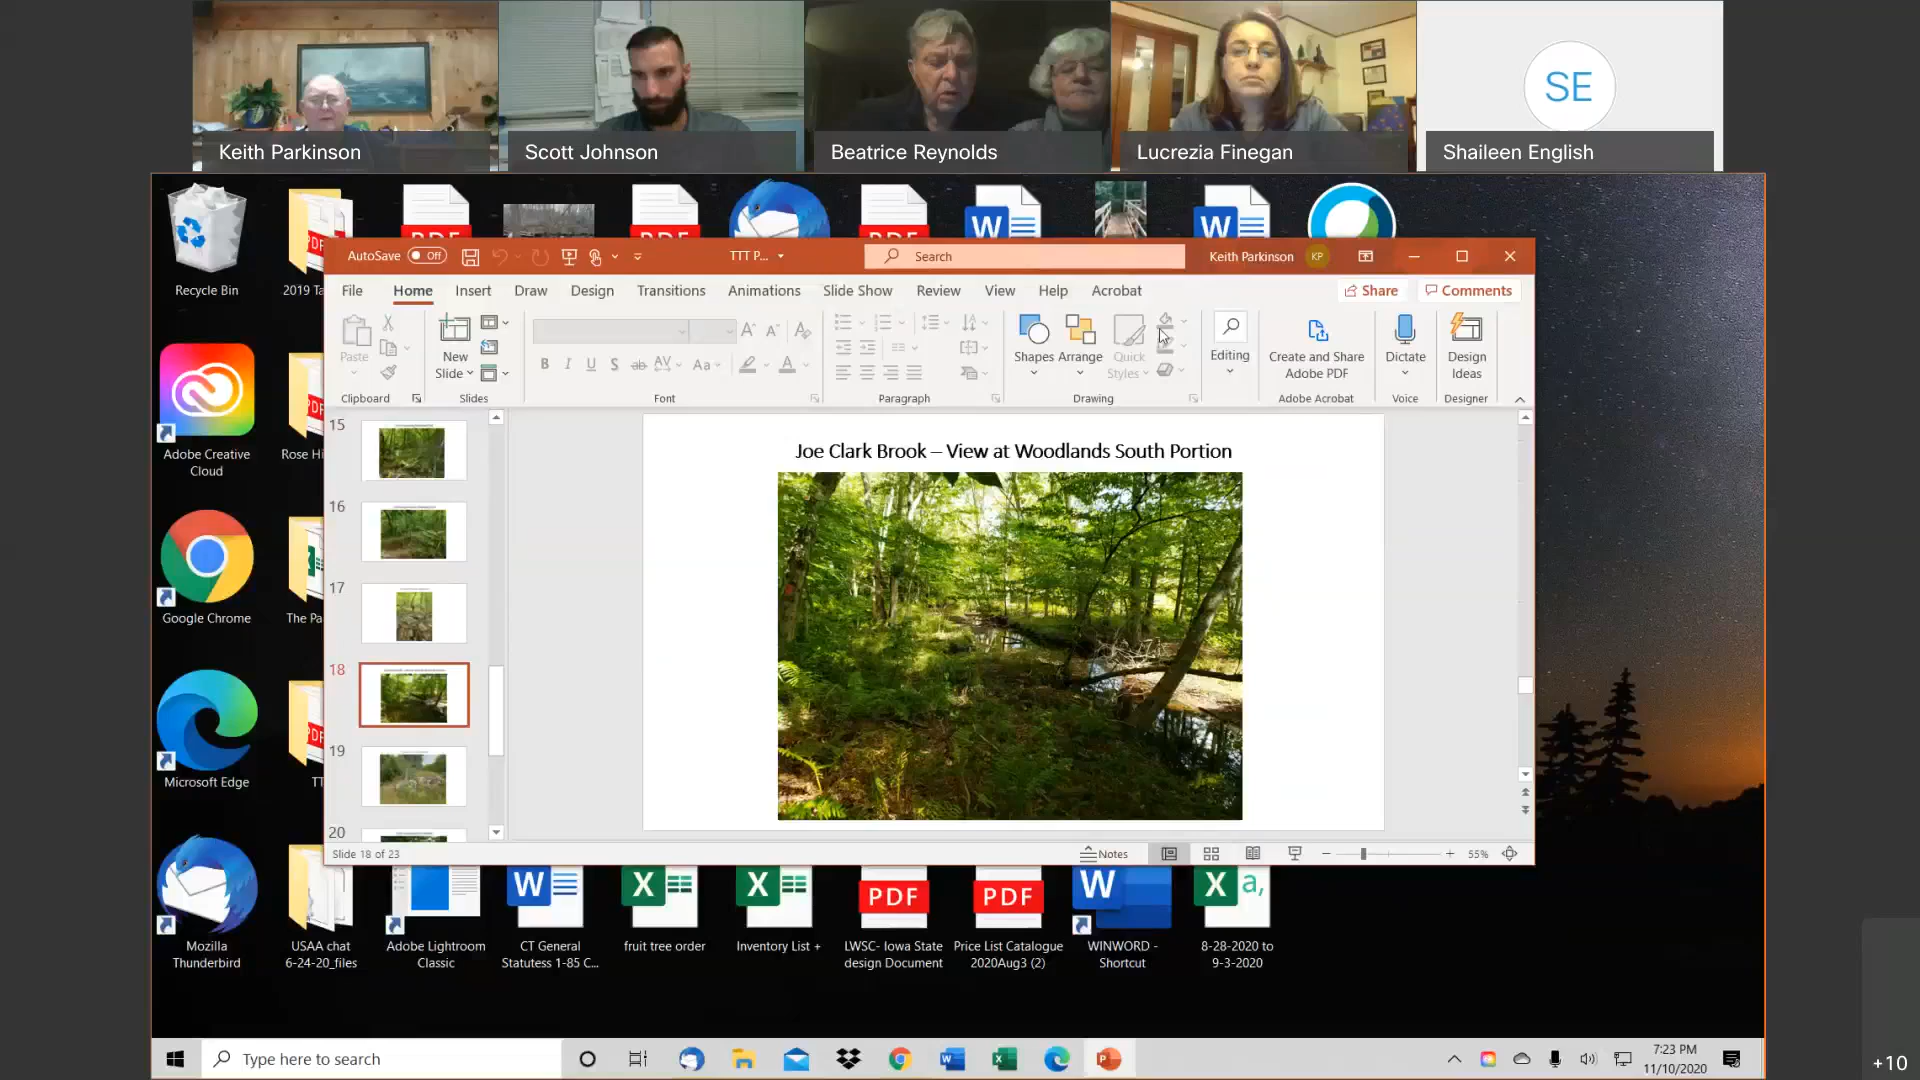 SE
Keith Parkinson
Scott Johnson
Beatrice Reynolds
Lucrezia Finegan
Shaileen English
AutoSave Off
TTT P...
Search
Keith Parkinson
KP
File Home Insert Draw Design Transitions Animations Slide Show Review View Help Acrobat
Share
Comments
Paste
New Slide
Shapes Arrange Quick Styles
Editing
Create and Share Adobe PDF
Dictate
Design Ideas
Clipboard Slides Font Paragraph Drawing Adobe Acrobat Voice Designer
15
16
17
18
19
20
Joe Clark Brook – View at Woodlands South Portion
Slide 18 of 23
Notes
55%
Recycle Bin
2019 Ta
Adobe Creative
Cloud
Rose Hi
Google Chrome
The Pa
Microsoft Edge
TT
Mozilla
Thunderbird
USAA chat
6-24-20_files
Adobe Lightroom
Classic
CT General
Statutess 1-85 C...
fruit tree order
Inventory List +
LWSC- Iowa State
design Document
Price List Catalogue
2020Aug3 (2)
WINWORD -
Shortcut
8-28-2020 to
9-3-2020
PDF
PDF
Type here to search
7:23 PM
11/10/2020
+10